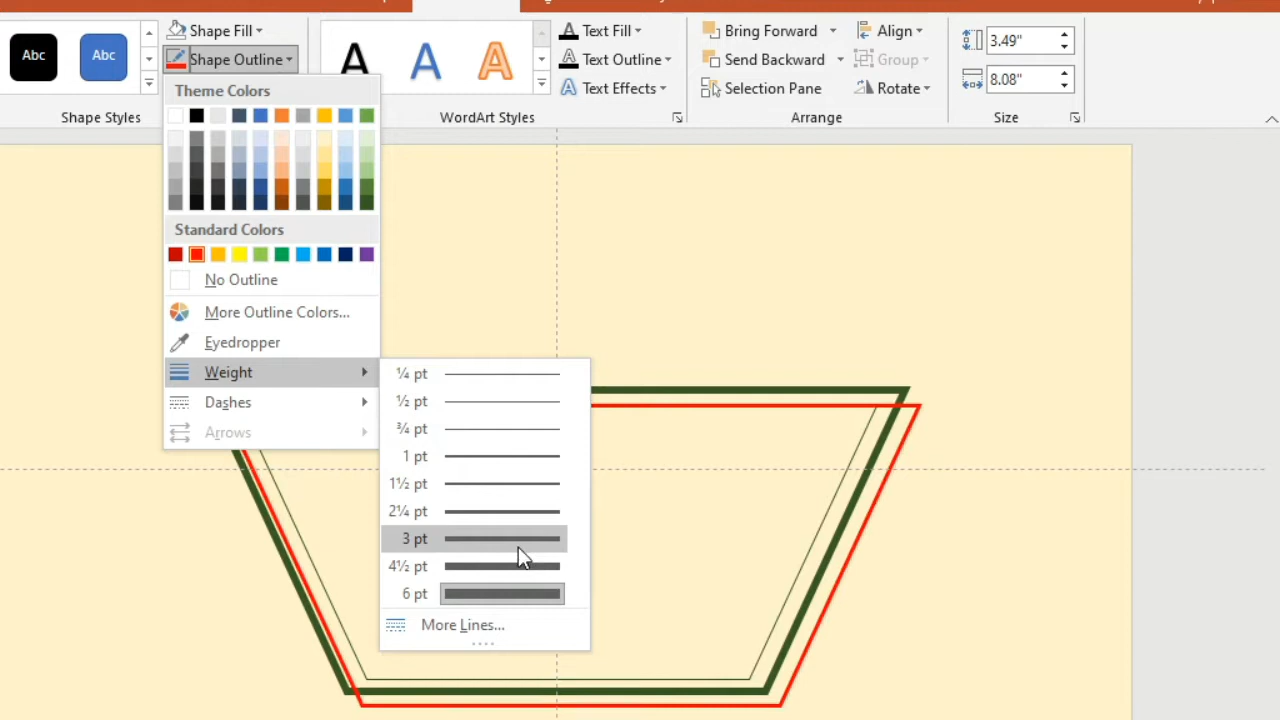 Abc
Abc
Shape Fill
Shape Outline
A
A
A
Text Fill
Text Outline
Text Effects
Bring Forward
Send Backward
Selection Pane
Align
Group
Rotate
3.49"
8.08"
Shape Styles
WordArt Styles
Arrange
Size
Theme Colors
Standard Colors
No Outline
More Outline Colors...
Eyedropper
Weight
Dashes
Arrows
¼ pt
½ pt
¾ pt
1 pt
1½ pt
2¼ pt
3 pt
4½ pt
6 pt
More Lines...